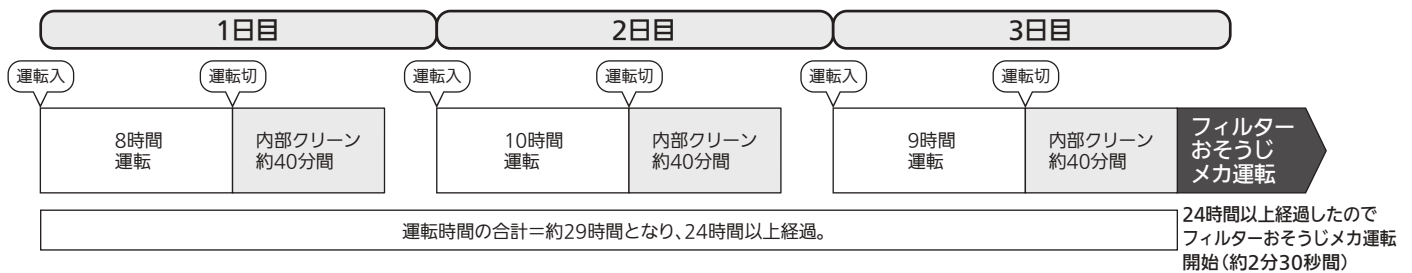 1日目
2日目
3日目
運転入
運転切
運転入
運転切
運転入
運転切
8時間
運転
内部クリーン
約40分間
10時間
運転
内部クリーン
約40分間
9時間
運転
内部クリーン
約40分間
フィルター
おそうじ
メカ運転
運転時間の合計＝約29時間となり、24時間以上経過。
24時間以上経過したので
フィルターおそうじメカ運転
開始（約2分30秒間）